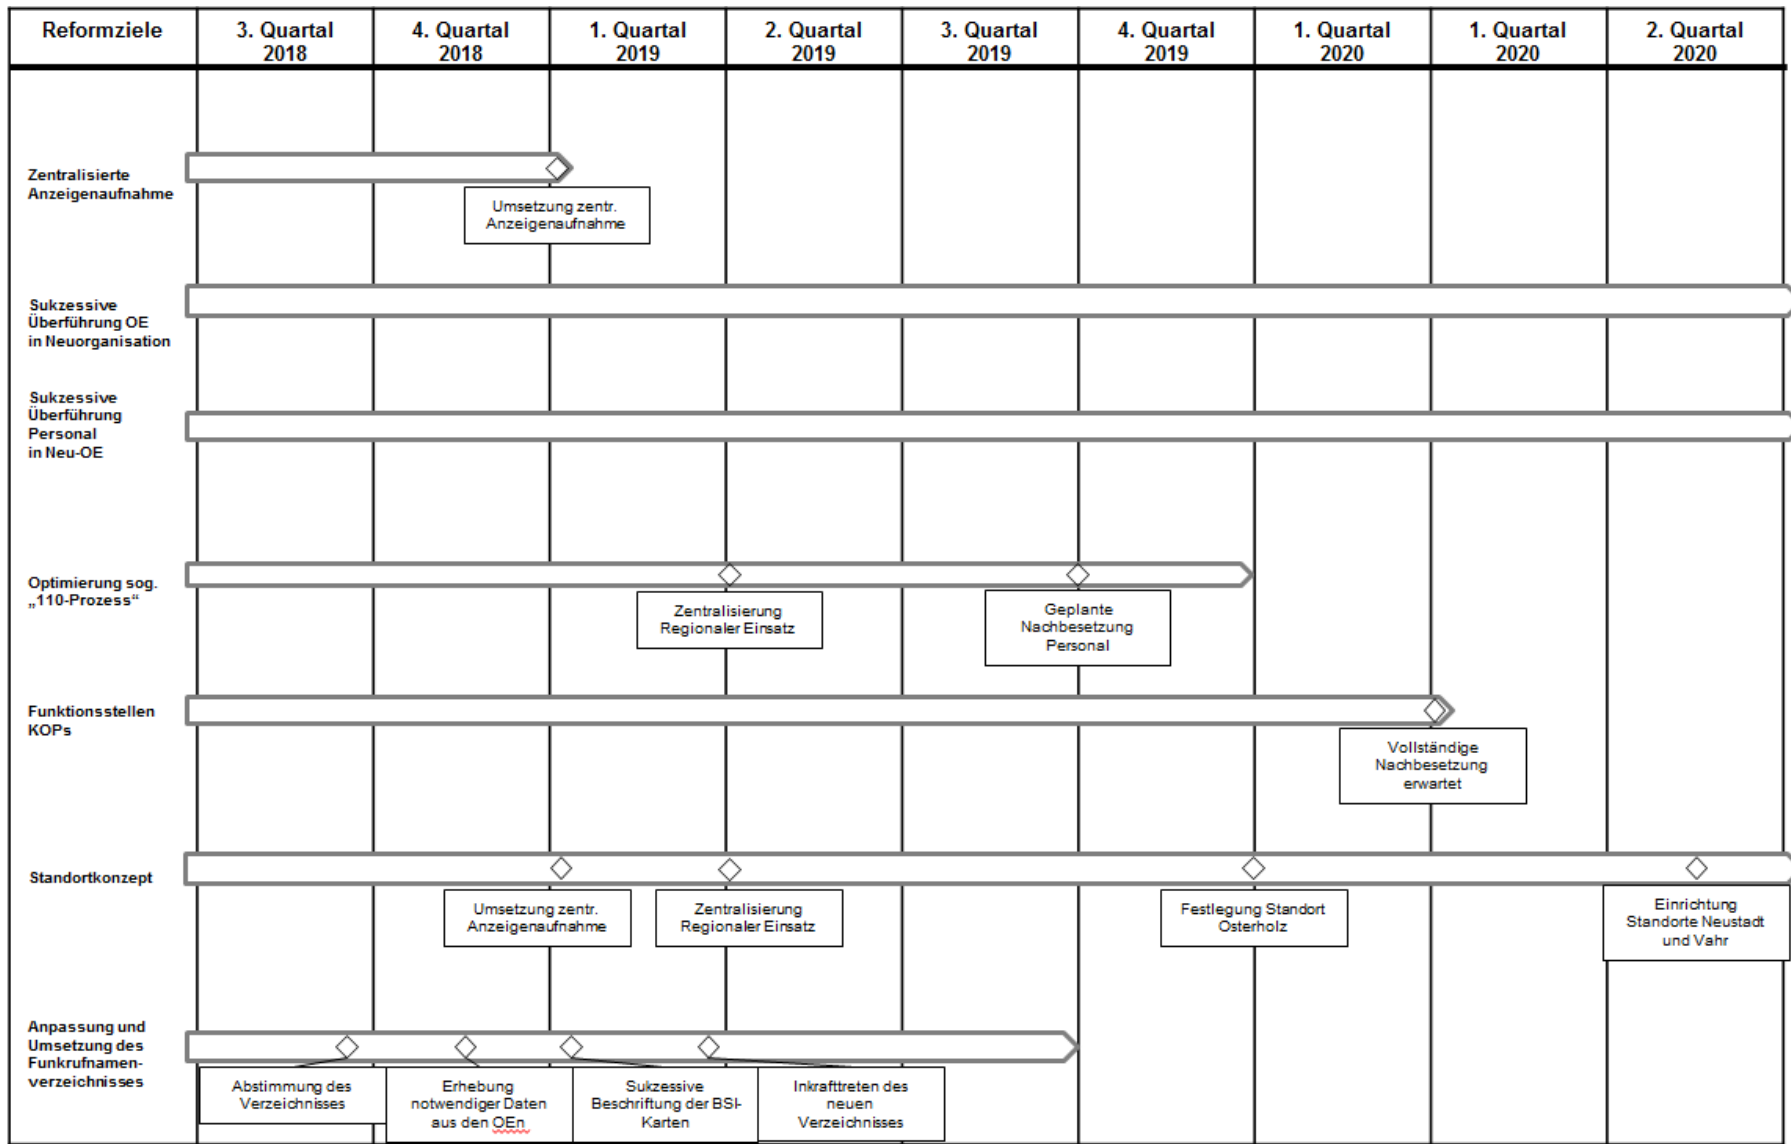 Reformziele
3. Quartal
2018
4. Quartal
2018
1. Quartal
2019
2. Quartal
2019
3. Quartal
2019
4. Quartal
2019
1. Quartal
2020
1. Quartal
2020
2. Quartal
2020
Zentralisierte
Anzeigenaufnahme
Umsetzung zentr.
Anzeigenaufnahme
Sukzessive
Überführung OE
in Neuorganisation
Sukzessive
Überführung
Personal
in Neu-OE
Optimierung sog.
„110-Prozess“
Zentralisierung
Regionaler Einsatz
Geplante
Nachbesetzung
Personal
Funktionsstellen
KOPs
Vollständige
Nachbesetzung
erwartet
Standortkonzept
Umsetzung zentr.
Anzeigenaufnahme
Zentralisierung
Regionaler Einsatz
Festlegung Standort
Osterholz
Einrichtung
Standorte Neustadt
und Vahr
Anpassung und
Umsetzung des
Funkrufnamen-
verzeichnisses
Abstimmung des
Verzeichnisses
Erhebung
notwendiger Daten
aus den OEn
Sukzessive
Beschriftung der BSI-
Karten
Inkrafttreten des
neuen
Verzeichnisses